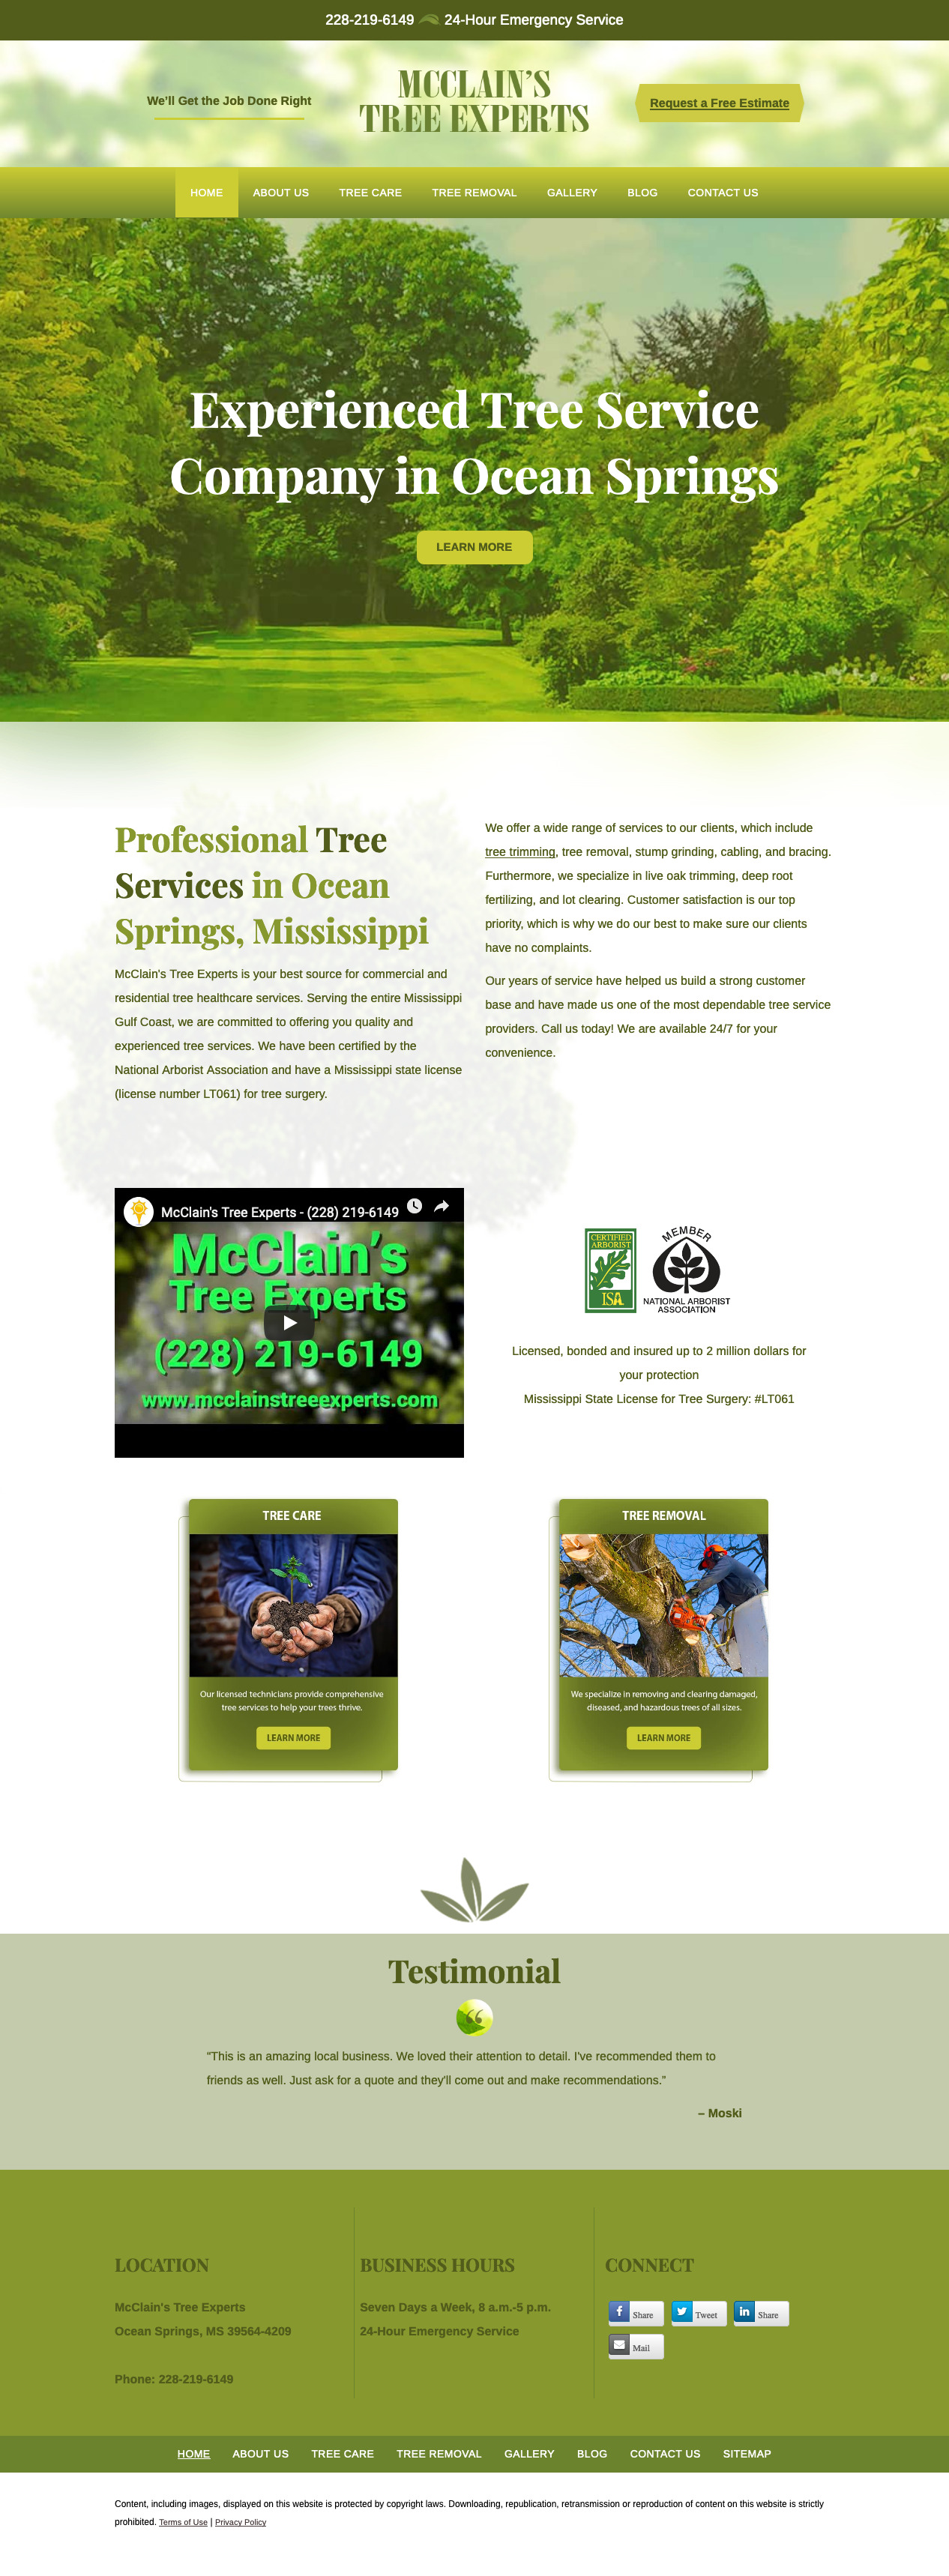 228-219-6149 24-Hour Emergency Service
We'll Get the Job Done Right
MCCLAIN'S
TREE EXPERTS
Request a Free Estimate
HOME ABOUT US TREE CARE TREE REMOVAL GALLERY BLOG CONTACT US
Experienced Tree Service
Company in Ocean Springs
LEARN MORE
Professional Tree
Services in Ocean
Springs, Mississippi
McClain's Tree Experts is your best source for commercial and
residential tree healthcare services. Serving the entire Mississippi
Gulf Coast, we are committed to offering you quality and
experienced tree services. We have been certified by the
National Arborist Association and have a Mississippi state license
(license number LT061) for tree surgery.
We offer a wide range of services to our clients, which include
tree trimming, tree removal, stump grinding, cabling, and bracing.
Furthermore, we specialize in live oak trimming, deep root
fertilizing, and lot clearing. Customer satisfaction is our top
priority, which is why we do our best to make sure our clients
have no complaints.
Our years of service have helped us build a strong customer
base and have made us one of the most dependable tree service
providers. Call us today! We are available 24/7 for your
convenience.
McClain's Tree Experts - (228) 219-6149
McClain's
Tree Experts
(228) 219-6149
www.mcclainstreeexperts.com
CERTIFIED
ARBORIST
ISA
MEMBER
NATIONAL ARBORIST
ASSOCIATION
Licensed, bonded and insured up to 2 million dollars for
your protection
Mississippi State License for Tree Surgery: #LT061
TREE CARE
Our licensed technicians provide comprehensive
tree services to help your trees thrive.
LEARN MORE
TREE REMOVAL
We specialize in removing and clearing damaged,
diseased, and hazardous trees of all sizes.
LEARN MORE
Testimonial
“This is an amazing local business. We loved their attention to detail. I've recommended them to
friends as well. Just ask for a quote and they'll come out and make recommendations.”
– Moski
LOCATION
McClain's Tree Experts
Ocean Springs, MS 39564-4209
Phone: 228-219-6149
BUSINESS HOURS
Seven Days a Week, 8 a.m.-5 p.m.
24-Hour Emergency Service
CONNECT
Share Tweet Share
Mail
HOME ABOUT US TREE CARE TREE REMOVAL GALLERY BLOG CONTACT US SITEMAP
Content, including images, displayed on this website is protected by copyright laws. Downloading, republication, retransmission or reproduction of content on this website is strictly
prohibited. Terms of Use | Privacy Policy